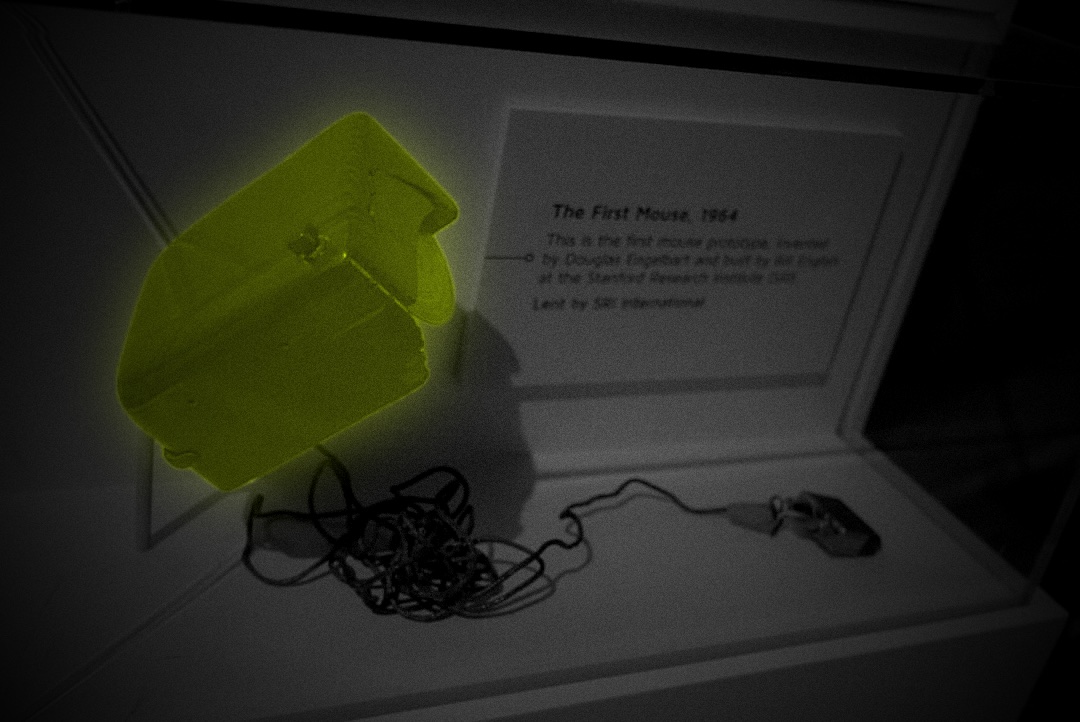 The First Mouse, 1964
This is the first mouse prototype, invented
by Douglas Engelbart and built by Bill English
at the Stanford Research Institute (SRI).
Lent by SRI International